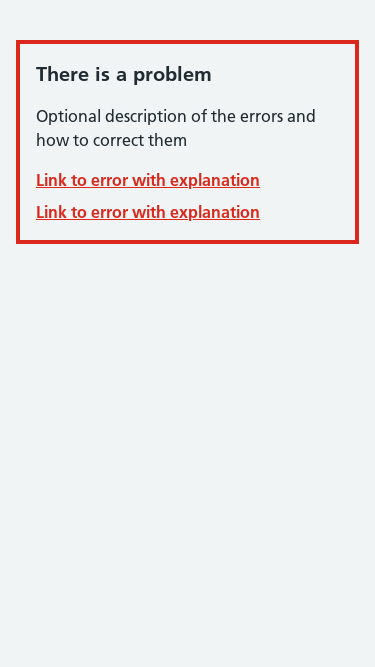 There is a problem
Optional description of the errors and
how to correct them
Link to error with explanation
Link to error with explanation